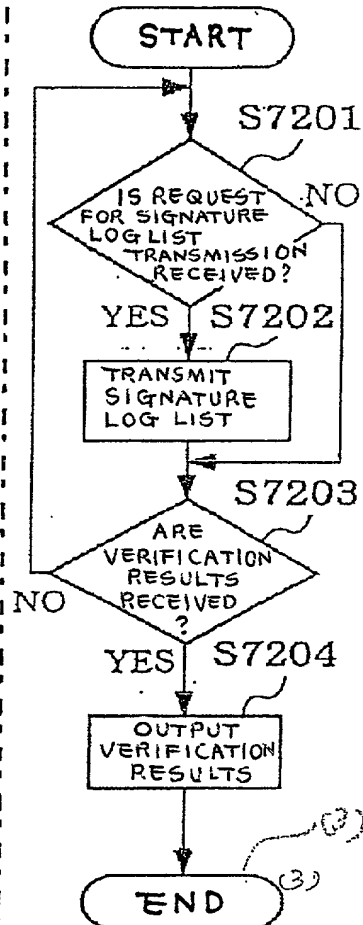 START
S7201
IS REQUEST
FOR SIGNATURE
LOG LIST
TRANSMISSION
RECEIVED?
NO
YES
S7202
TRANSMIT
SIGNATURE
LOG LIST
S7203
ARE
VERIFICATION
RESULTS
RECEIVED
?
NO
YES
S7204
OUTPUT
VERIFICATION
RESULTS
(3)
(3)
END